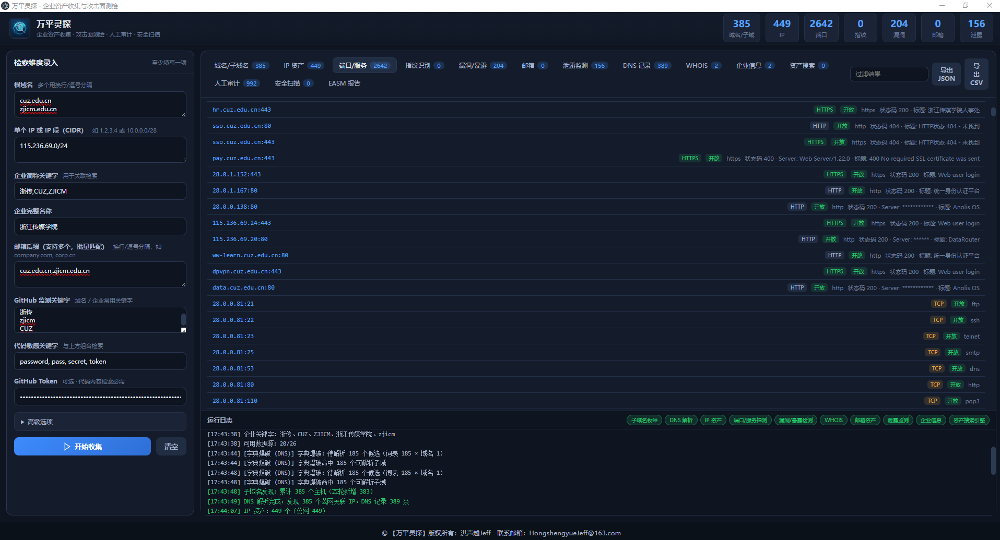 万平灵探 · 企业资产收集与攻击面测绘
万平灵探
企业资产收集 · 攻击面测绘 · 人工审计 · 安全扫描
385 449 2642 0 204 0 156
域名/子域 IP 端口 指纹 漏洞 邮箱 泄露
检索维度录入 至少填写一项
根域名 多个用换行/逗号分隔
cuz.edu.cn
zjicm.edu.cn
单个 IP 或 IP 段（CIDR） 如 1.2.3.4 或 10.0.0.0/28
115.236.69.0/24
企业简称关键字 用于关联检索
浙传,CUZ,ZJICM
企业完整名称
浙江传媒学院
邮箱后缀（支持多个，批量匹配） 换行/逗号分隔，如
company.com, corp.cn
cuz.edu.cn,zjicm.edu.cn
GitHub 监测关键字 域名 / 企业常用关键字
浙传
zjicm
CUZ
代码敏感关键字 与上方组合检索
password, pass, secret, token
GitHub Token 可选 · 代码内容检索必需
高级选项
开始收集 清空
域名/子域名 385 IP 资产 449 端口/服务 2642 指纹识别 0 漏洞/暴露 204 邮箱 0 泄露监测 156 DNS 记录 389 WHOIS 2 企业信息 2 资产搜索 0
人工审计 992 安全扫描 0 EASM 报告
过滤结果...
导出
JSON
导
出
CSV
hr.cuz.edu.cn:443 HTTPS 开放 https 状态码 200 · 标题: 浙江传媒学院人事处
sso.cuz.edu.cn:80 HTTP 开放 http 状态码 404 · 标题: HTTP状态 404 - 未找到
sso.cuz.edu.cn:443 HTTPS 开放 https 状态码 404 · 标题: HTTP状态 404 - 未找到
pay.cuz.edu.cn:443 HTTPS 开放 https 状态码 400 · Server: Web Server/1.22.0 · 标题: 400 No required SSL certificate was sent
28.0.1.152:443 HTTPS 开放 https 状态码 200 · 标题: Web user login
28.0.1.167:80 HTTP 开放 http 状态码 200 · 标题: 统一身份认证平台
28.0.0.138:80 HTTP 开放 http 状态码 200 · Server: ************ · 标题: Anolis OS
115.236.69.24:443 HTTPS 开放 https 状态码 200 · 标题: Web user login
115.236.69.20:80 HTTP 开放 http 状态码 200 · Server: ****** · 标题: DataRouter
ww-learn.cuz.edu.cn:80 HTTP 开放 http 状态码 200 · 标题: 统一身份认证平台
dpvpn.cuz.edu.cn:443 HTTPS 开放 https 状态码 200 · 标题: Web user login
data.cuz.edu.cn:80 HTTP 开放 http 状态码 200 · Server: ************ · 标题: Anolis OS
28.0.0.81:21 TCP 开放 ftp
28.0.0.81:22 TCP 开放 ssh
28.0.0.81:23 TCP 开放 telnet
28.0.0.81:25 TCP 开放 smtp
28.0.0.81:53 TCP 开放 dns
28.0.0.81:80 TCP 开放 http
28.0.0.81:110 TCP 开放 pop3
运行日志 子域名枚举 DNS 解析 IP 资产 端口/服务探测 漏洞/暴露检测 WHOIS 邮箱资产 泄露监测 企业信息 资产搜索引擎
[17:43:38] 企业关键字: 浙传、CUZ、ZJICM、浙江传媒学院、zjicm
[17:43:38] 可用数据源: 20/26
[17:43:44] [字典爆破 (DNS)] 字典爆破: 待解析 185 个候选（词表 185 × 域名 1）
[17:43:44] [字典爆破 (DNS)] 字典爆破命中 185 个可解析子域
[17:43:48] [字典爆破 (DNS)] 字典爆破: 待解析 185 个候选（词表 185 × 域名 1）
[17:43:48] [字典爆破 (DNS)] 字典爆破命中 185 个可解析子域
[17:43:48] 子域名发现: 累计 385 个主机（本轮新增 383）
[17:43:49] DNS 解析完成，发现 385 个公网关联 IP，DNS 记录 389 条
[17:44:07] IP 资产: 449 个（公网 449）
© 【万平灵探】版权所有：洪声越Jeff 联系邮箱：HongshengyueJeff@163.com